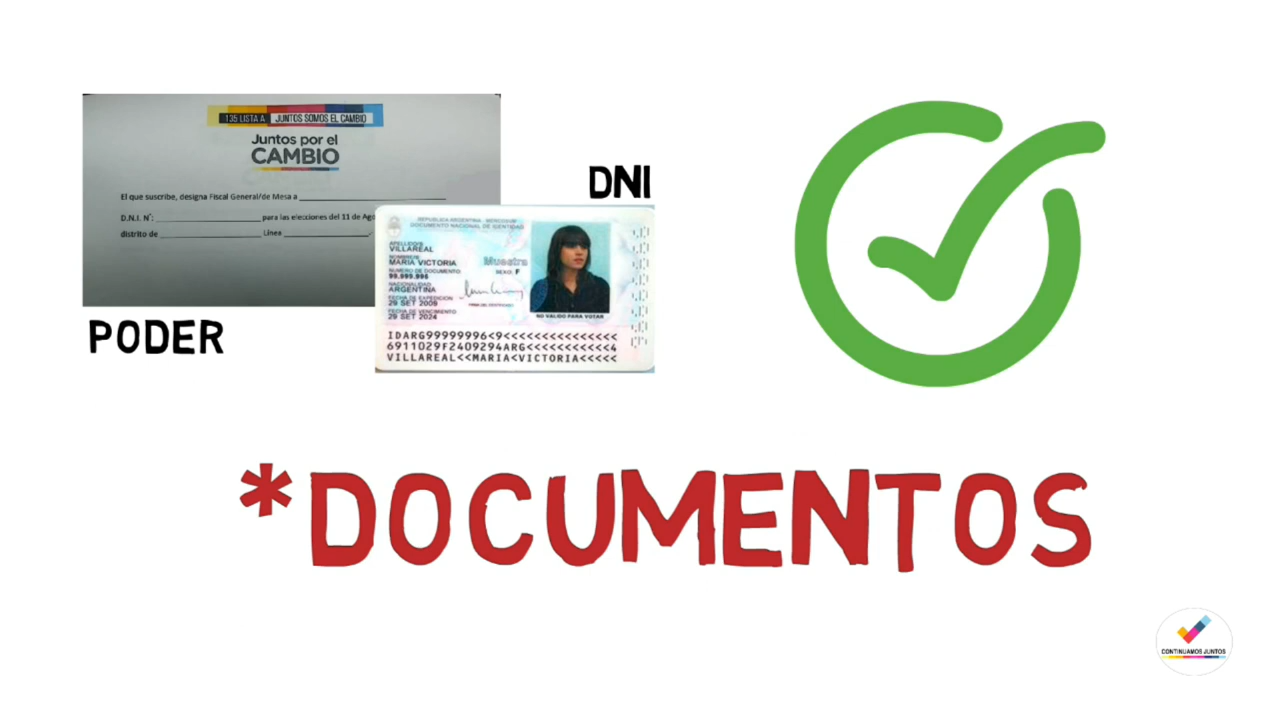 135 LISTA A JUNTOS SOMOS EL CAMBIO
Juntos por el
CAMBIO
El que suscribe, designa Fiscal General/de Mesa a
D.N.I. N°: para las elecciones del 11 de Ago
distrito de Línea
PODER
DNI
REPUBLICA ARGENTINA - MERCOSUR
DOCUMENTO NACIONAL DE IDENTIDAD
APELLIDO/S
VILLAREAL
NOMBRE/S
MARIA VICTORIA
Muestra
NUMERO DE DOCUMENTO
99.999.996
SEXO: F
NACIONALIDAD
ARGENTINA
FECHA DE EXPEDICION
29 SET 2009
FECHA DE VENCIMIENTO
29 SET 2024
NO VALIDO PARA VOTAR
IDARG99999996<9<<<<<<<<<<<<<<<
6911029F2409294ARG<<<<<<<<<<<4
VILLAREAL<<MARIA<VICTORIA<<<<<
*DOCUMENTOS
CONTINUAMOS JUNTOS